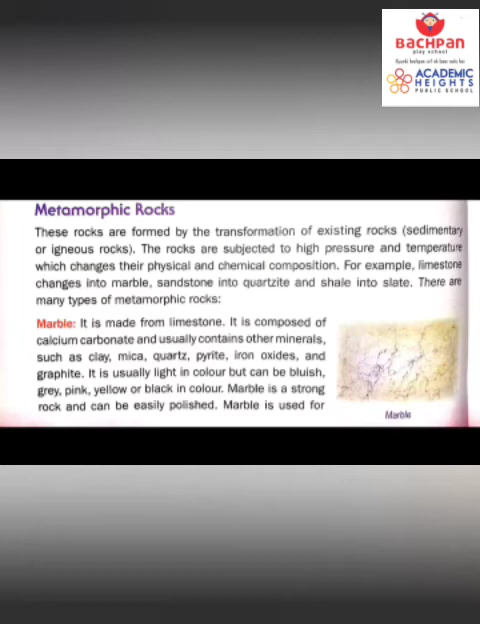 BACHPAN
play school
ACADEMIC
HEIGHTS
PUBLIC SCHOOL
Metamorphic Rocks
These rocks are formed by the transformation of existing rocks (sedimentary
or igneous rocks). The rocks are subjected to high pressure and temperature
which changes their physical and chemical composition. For example, limestone
changes into marble, sandstone into quartzite and shale into slate. There are
many types of metamorphic rocks:
Marble: It is made from limestone. It is composed of
calcium carbonate and usually contains other minerals,
such as clay, mica, quartz, pyrite, iron oxides, and
graphite. It is usually light in colour but can be bluish,
grey, pink, yellow or black in colour. Marble is a strong
rock and can be easily polished. Marble is used for
Marble